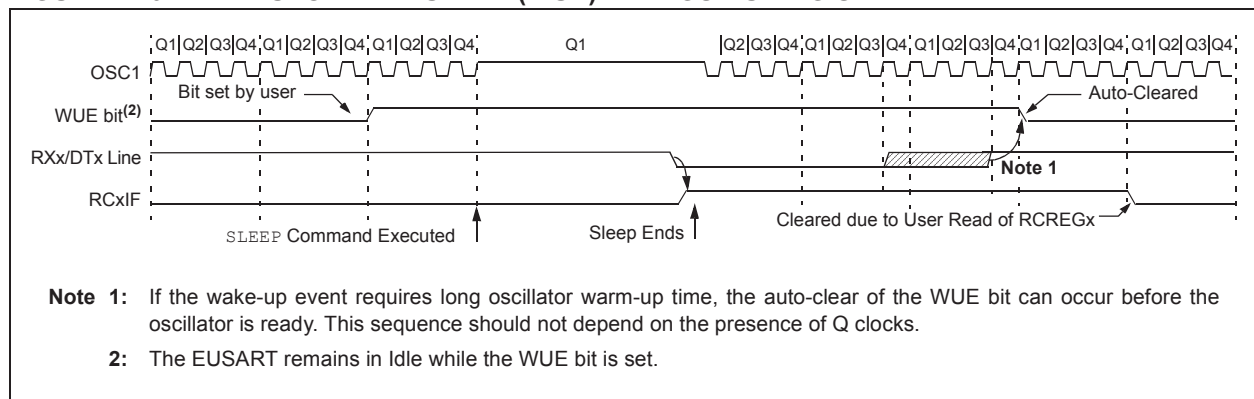 Q1 Q2 Q3 Q4 Q1 Q2 Q3 Q4 Q1 Q2 Q3 Q4 Q1 Q2 Q3 Q4 Q1 Q2 Q3 Q4 Q1 Q2 Q3 Q4 Q1 Q2 Q3 Q4 Q1 Q2 Q3 Q4
OSC1
Bit set by user
Auto-Cleared
WUE bit(2)
RXx/DTx Line
Note 1
RCxIF
Cleared due to User Read of RCREGx
SLEEP Command Executed
Sleep Ends
Note 1: If the wake-up event requires long oscillator warm-up time, the auto-clear of the WUE bit can occur before the
oscillator is ready. This sequence should not depend on the presence of Q clocks.
2: The EUSART remains in Idle while the WUE bit is set.